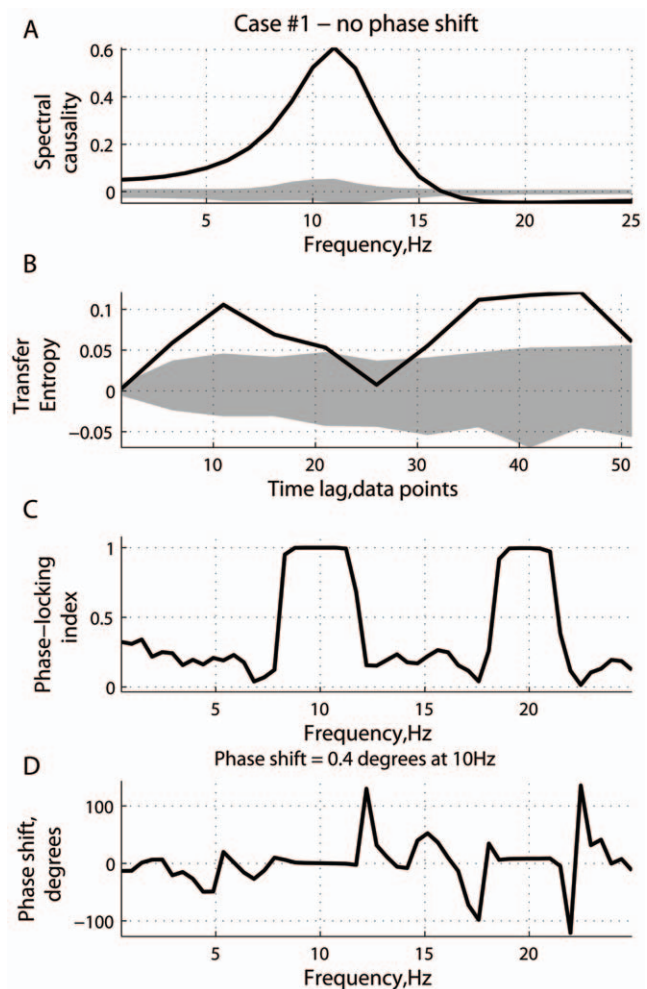 A
Case #1 – no phase shift
Spectral
causality
0.6
0.4
0.2
0
5
10
15
20
25
Frequency,Hz
B
Transfer
Entropy
0.1
0.05
0
−0.05
10
20
30
40
50
Time lag,data points
C
Phase−locking
index
1
0.5
0
5
10
15
20
Frequency,Hz
D
Phase shift = 0.4 degrees at 10Hz
Phase shift,
degrees
100
0
−100
5
10
15
20
Frequency,Hz